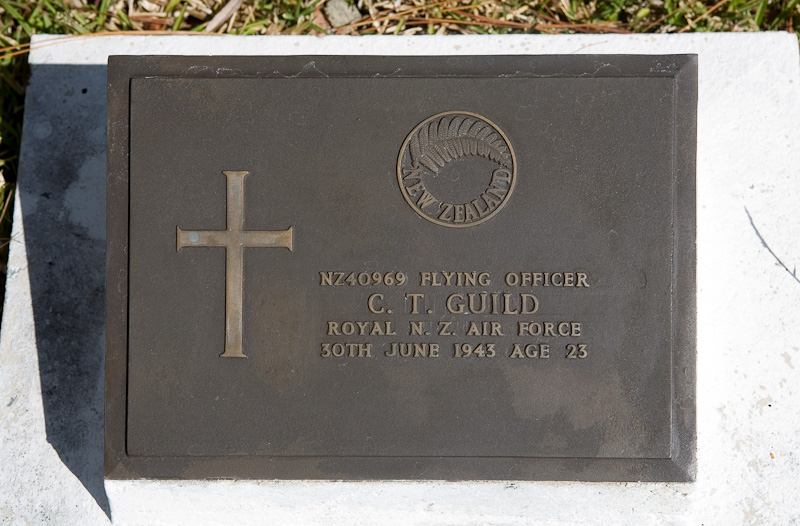 NEW ZEALAND
NZ40969 FLYING OFFICER
C. T. GUILD
ROYAL N. Z. AIR FORCE
30TH JUNE 1943 AGE 23